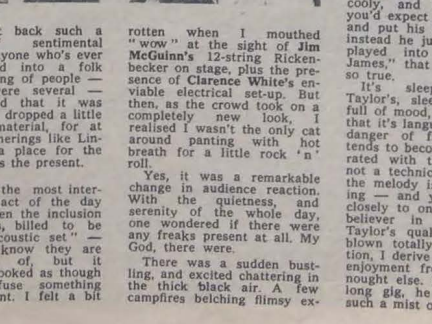 t back such a
sentimental
yone who's ever
d into folk
ng of people —
ere several —
d that it was
dropped a little
material, for at
herings like Lin-
a place for the
s the present.
the most inter-
act of the day
en the inclusion
, billed to be
coustic set" —
know they are
of, but it
ooked as though
fuse something
nt. I felt a bit
rotten when I mouthed
"wow" at the sight of Jim
McGuinn's 12-string Ricken-
becker on stage, plus the pre-
sence of Clarence White's en-
viable electrical set-up. But
then, as the crowd took on a
completely new look, I
realised I wasn't the only cat
around panting with hot
breath for a little rock 'n'
roll.
Yes, it was a remarkable
change in audience reaction.
With the quietness, and
serenity of the whole day,
one wondered if there were
any freaks present at all. My
God, there were.
There was a sudden bust-
ling, and excited chattering in
the thick black air. A few
campfires belching flimsy ex-
cooly, and
you'd expect
and put his
instead he ju
played into
James," that
so true.
It's sleep
Taylor's, slee
full of mood,
that it's langu
danger of f
tends to becom
rated with t
not a technic
the melody is
ing — and y
closely to on
believer in
Taylor's qual
blown totally
tion, I derive
enjoyment fr
nought else.
long gig, he
such a mist o